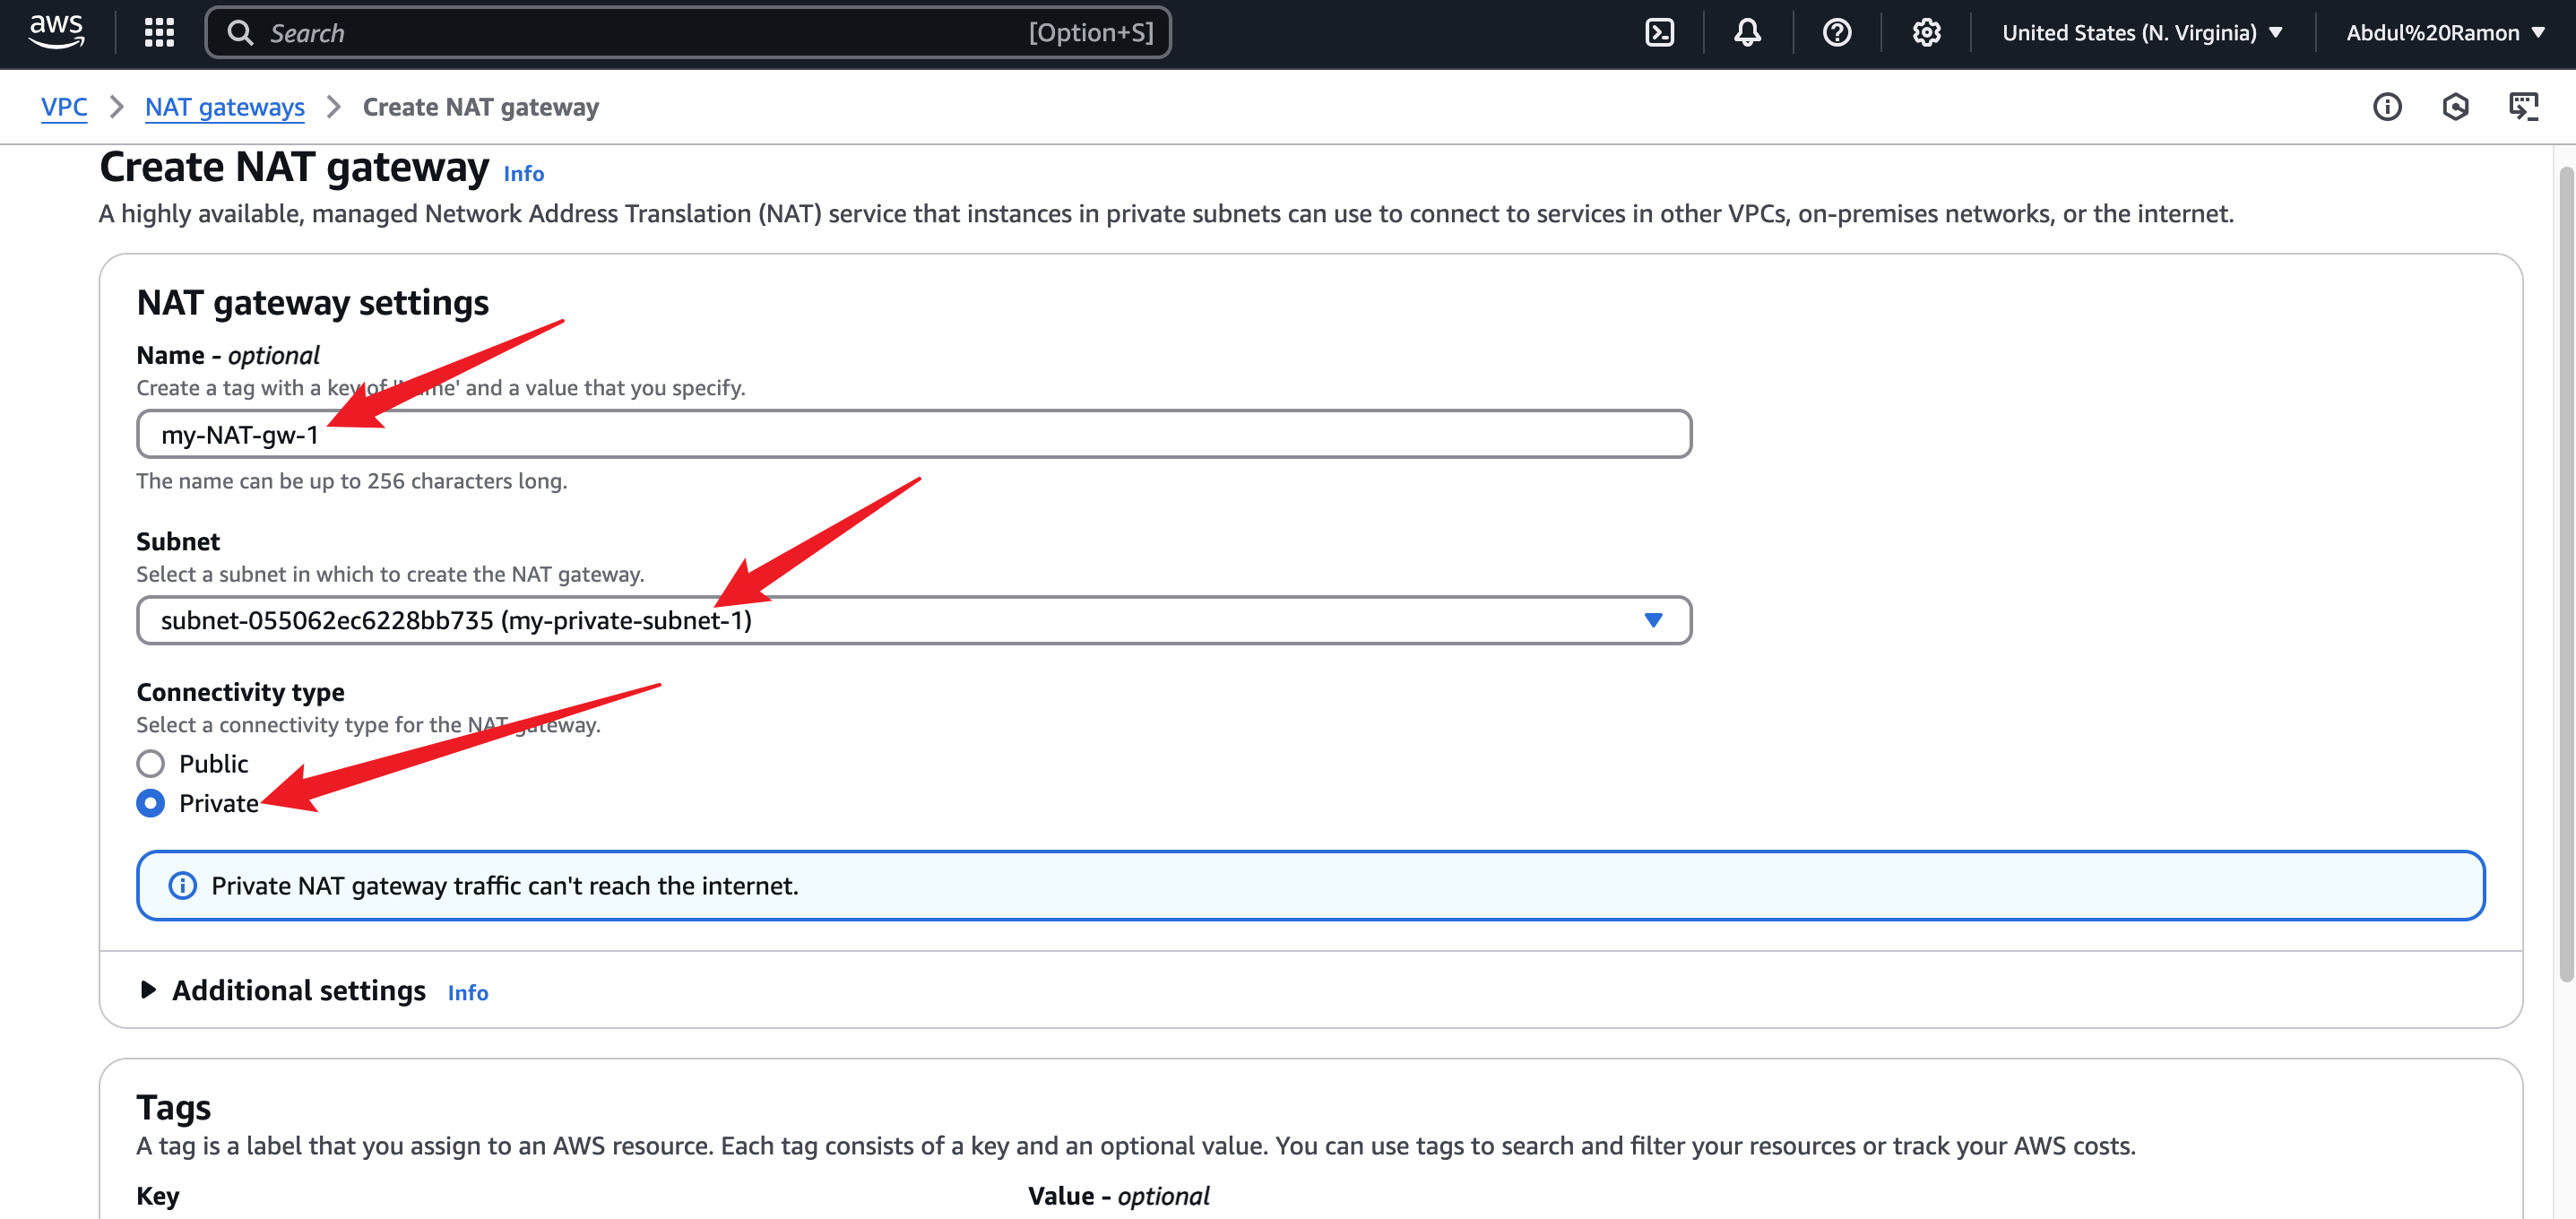 aws
Search [Option+S] United States (N. Virginia) Abdul%20Ramon
VPC NAT gateways Create NAT gateway
Create NAT gateway Info
A highly available, managed Network Address Translation (NAT) service that instances in private subnets can use to connect to services in other VPCs, on-premises networks, or the internet.
NAT gateway settings
Name - optional
Create a tag with a key of 'Name' and a value that you specify.
my-NAT-gw-1
The name can be up to 256 characters long.
Subnet
Select a subnet in which to create the NAT gateway.
subnet-055062ec6228bb735 (my-private-subnet-1)
Connectivity type
Select a connectivity type for the NAT gateway.
Public
Private
Private NAT gateway traffic can't reach the internet.
Additional settings Info
Tags
A tag is a label that you assign to an AWS resource. Each tag consists of a key and an optional value. You can use tags to search and filter your resources or track your AWS costs.
Key Value - optional